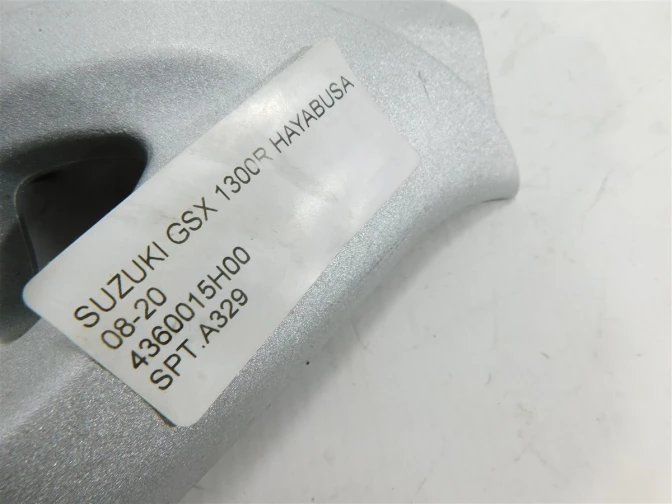 SUZUKI GSX 1300R HAYABUSA
08-20
4360015H00
SPT.A329